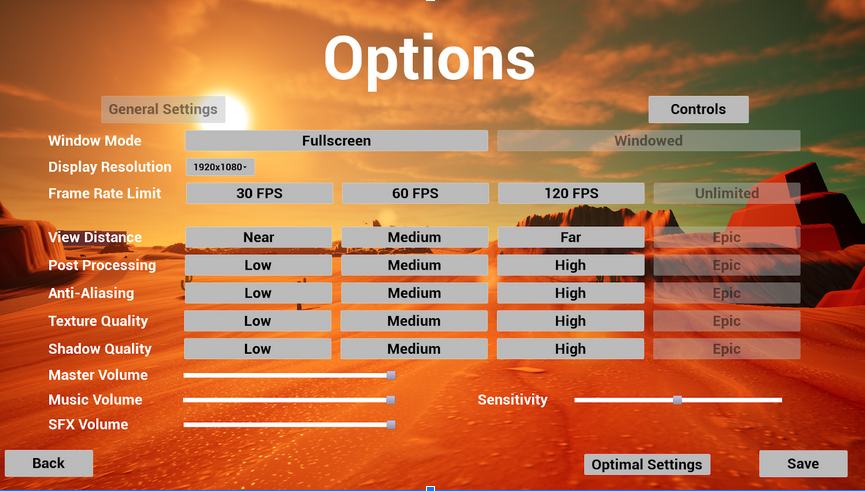 Options
General Settings Controls
Window Mode Fullscreen Windowed
Display Resolution 1920x1080
Frame Rate Limit 30 FPS 60 FPS 120 FPS Unlimited
View Distance Near Medium Far Epic
Post Processing Low Medium High Epic
Anti-Aliasing Low Medium High Epic
Texture Quality Low Medium High Epic
Shadow Quality Low Medium High Epic
Master Volume
Music Volume Sensitivity
SFX Volume
Back Optimal Settings Save